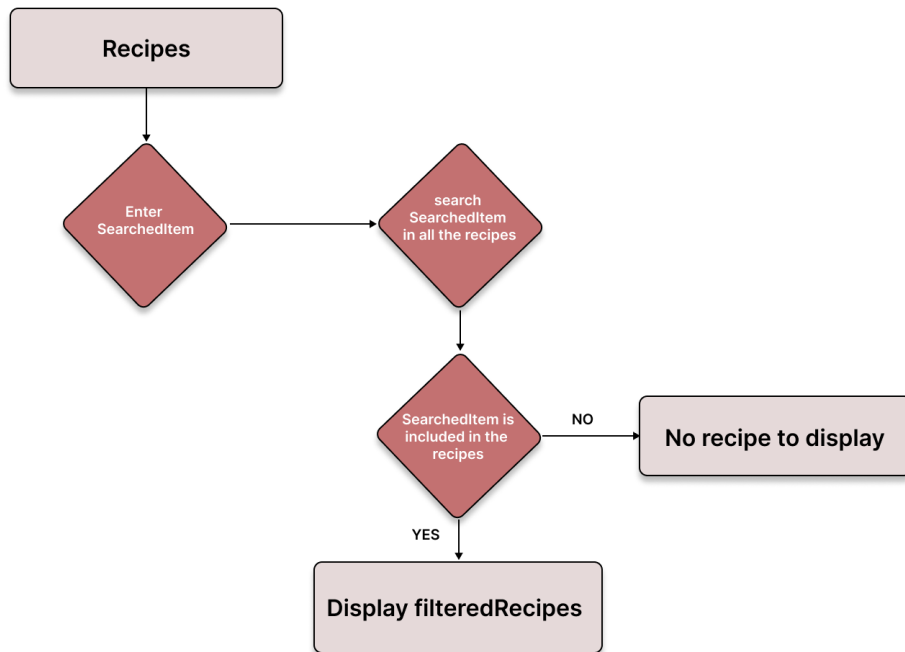 Recipes
Enter
SearchedItem
search
SearchedItem
in all the recipes
SearchedItem is
included in the
recipes
NO
No recipe to display
YES
Display filteredRecipes